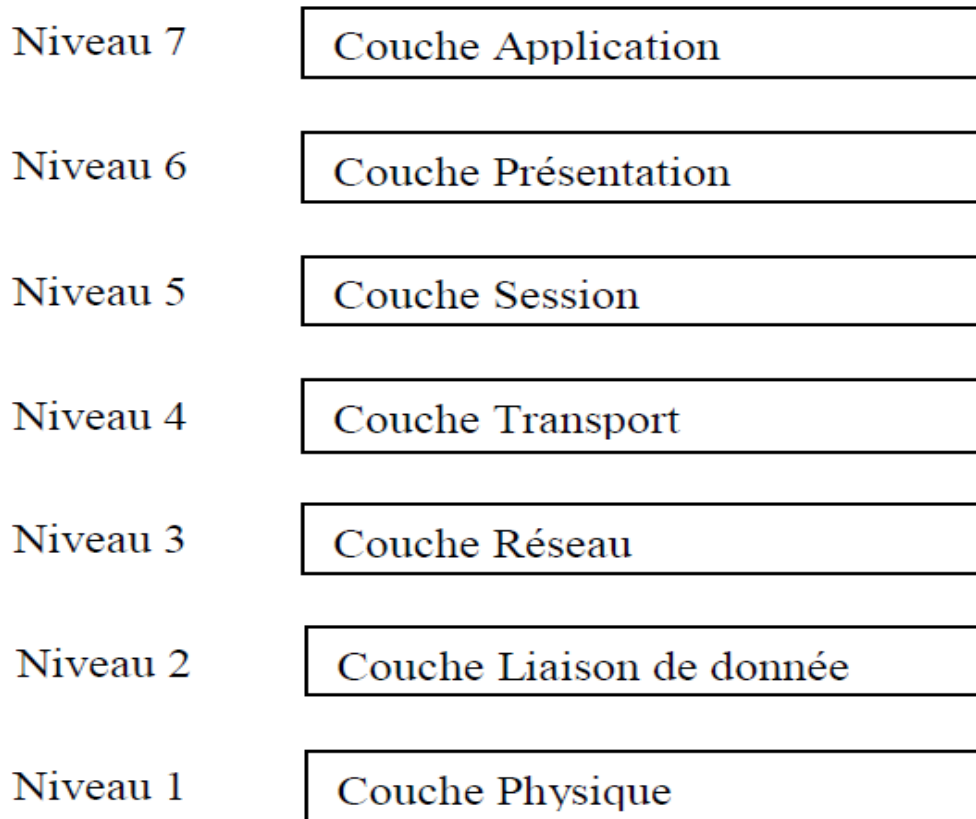 Niveau 7 Couche Application
Niveau 6 Couche Présentation
Niveau 5 Couche Session
Niveau 4 Couche Transport
Niveau 3 Couche Réseau
Niveau 2 Couche Liaison de donnée
Niveau 1 Couche Physique